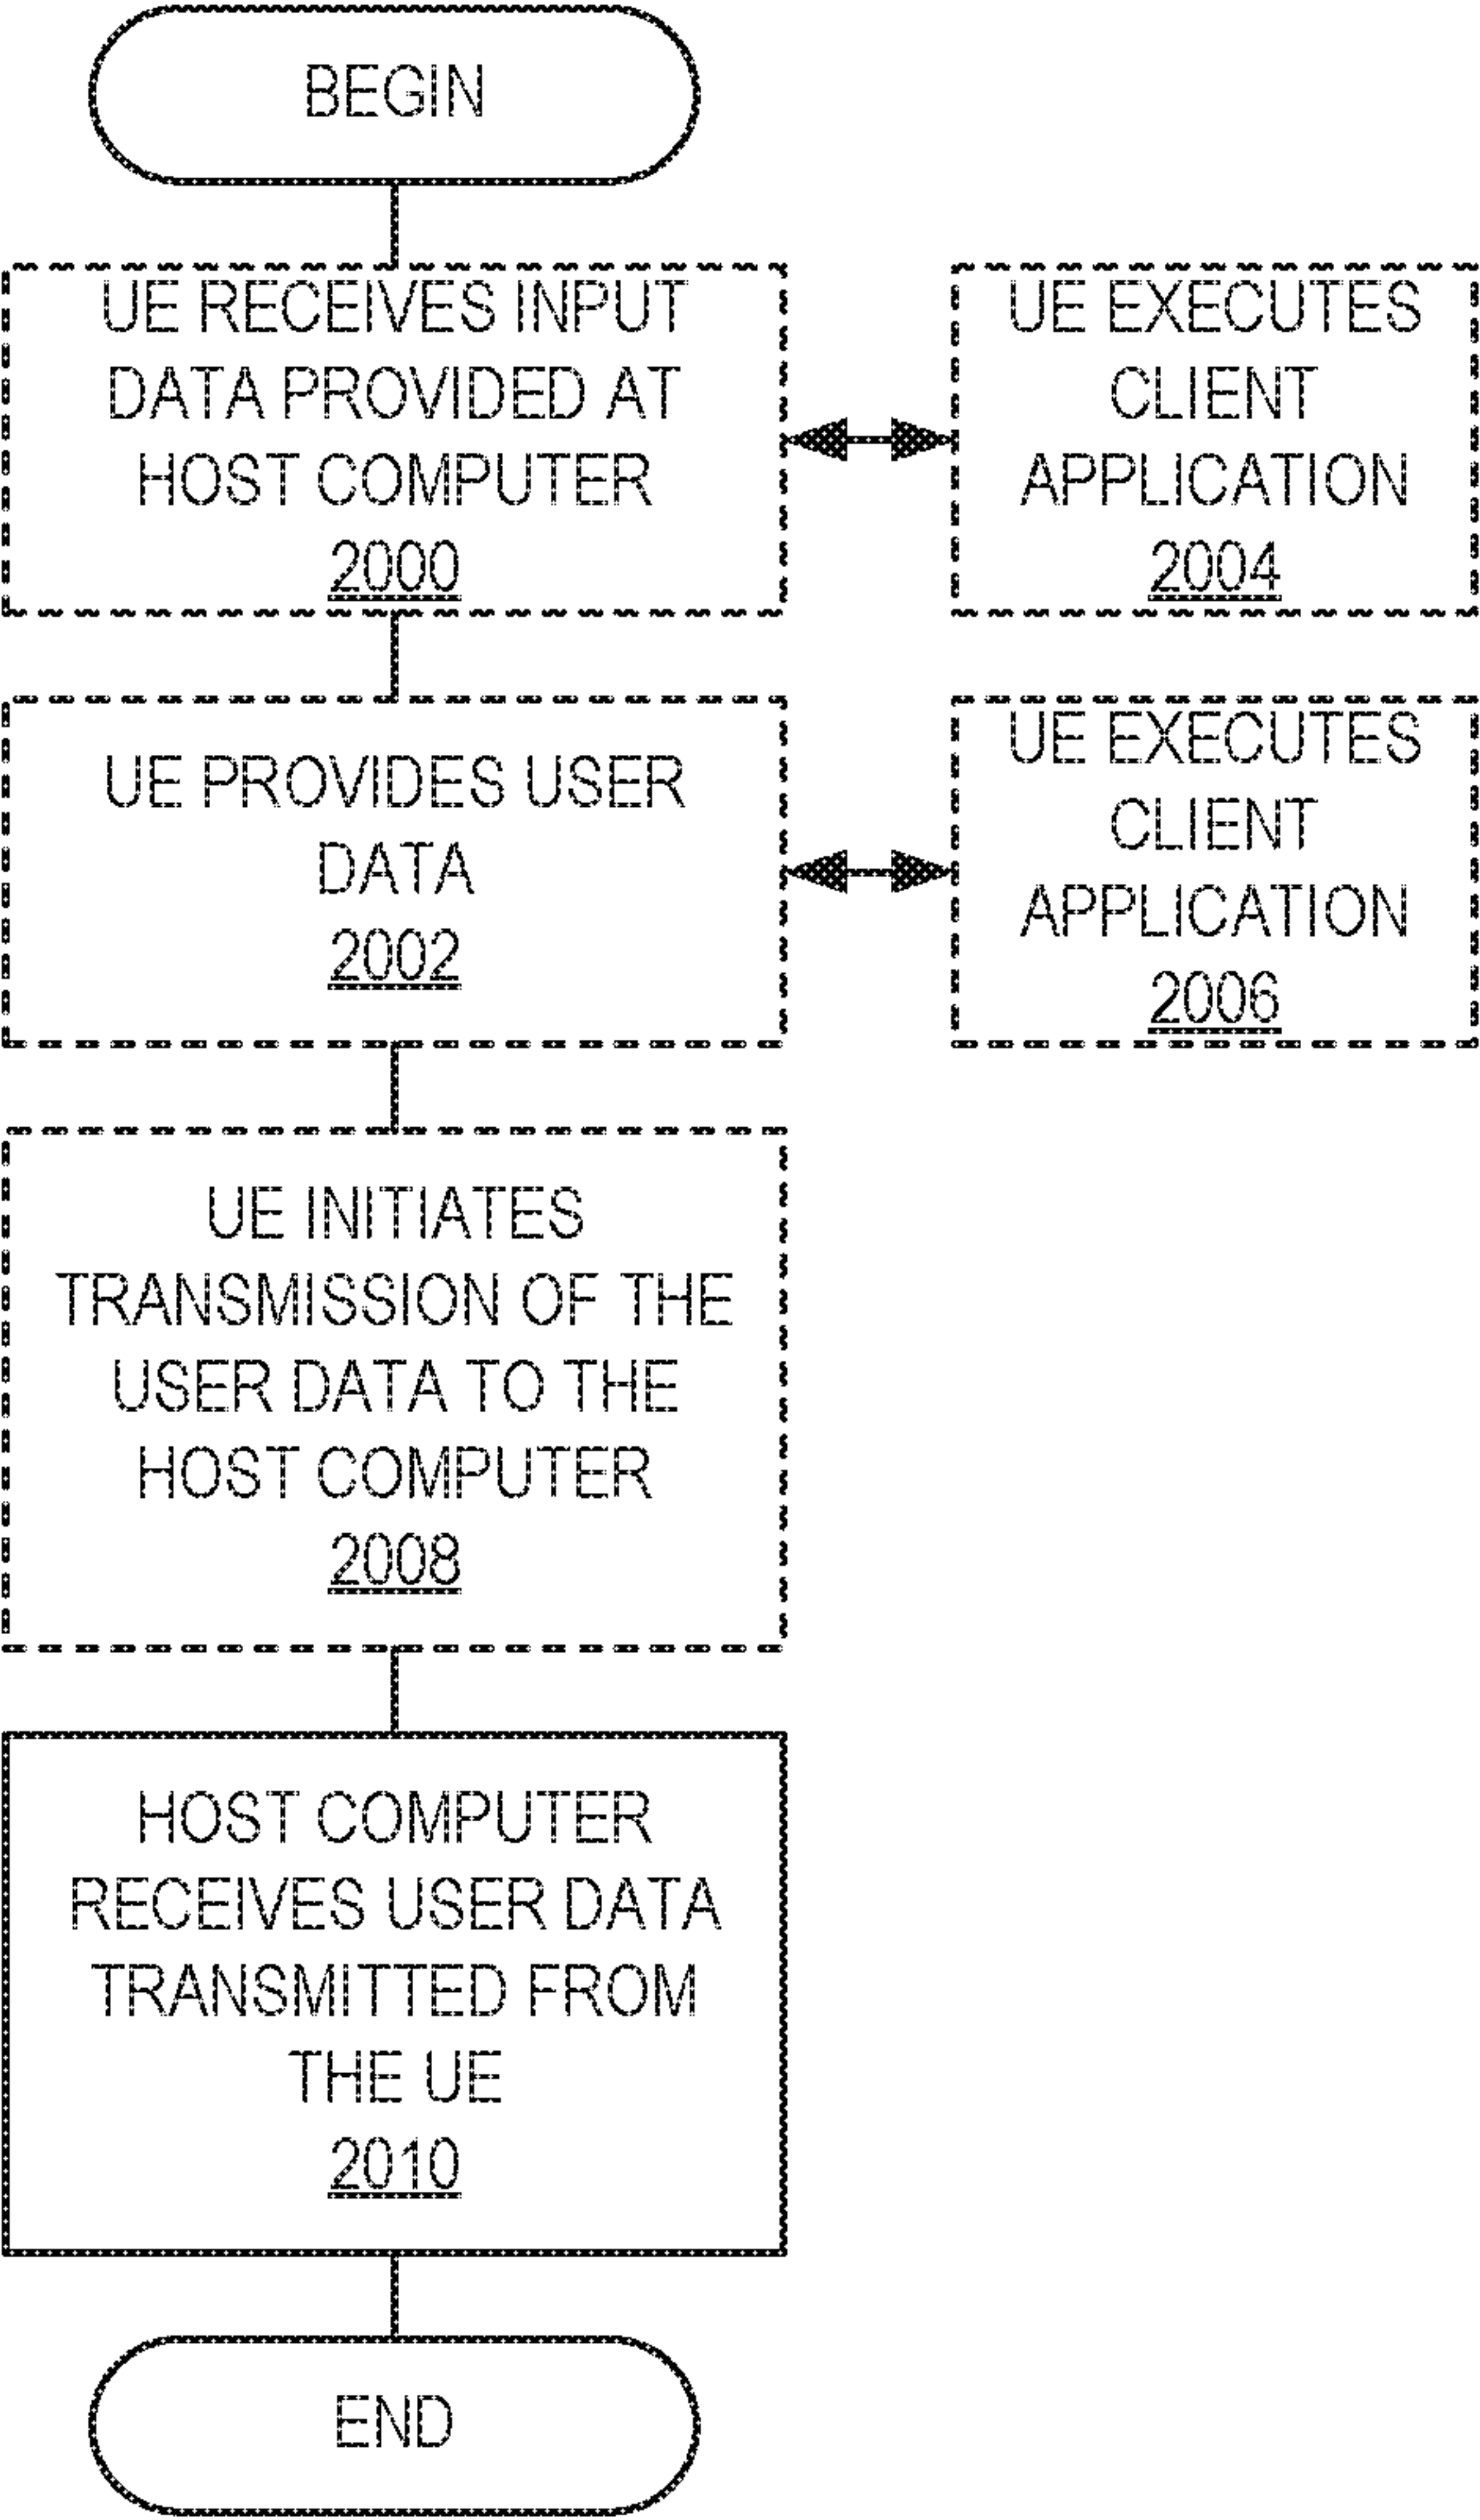 BEGIN
UE RECEIVES INPUT
DATA PROVIDED AT
HOST COMPUTER
2000
UE EXECUTES
CLIENT
APPLICATION
2004
UE PROVIDES USER
DATA
2002
UE EXECUTES
CLIENT
APPLICATION
2006
UE INITIATES
TRANSMISSION OF THE
USER DATA TO THE
HOST COMPUTER
2008
HOST COMPUTER
RECEIVES USER DATA
TRANSMITTED FROM
THE UE
2010
END